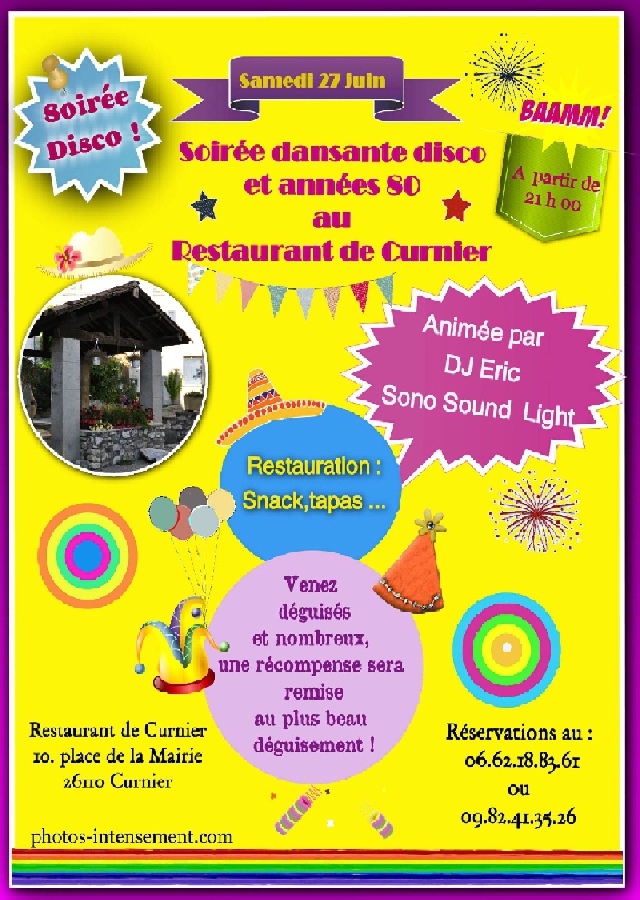 Samedi 27 Juin
Soirée
Disco !
BAAMM!
A partir de
21 h 00
Soirée dansante disco
et années 80
au
Restaurant de Curnier
Animée par
DJ Eric
Sono Sound Light
Restauration :
Snack,tapas ...
Venez
déguisés
et nombreux,
une récompense sera
remise
au plus beau
déguisement !
Restaurant de Curnier
10. place de la Mairie
26110 Curnier
Réservations au :
06.62.18.83.61
ou
09.82.41.35.26
photos-intensement.com